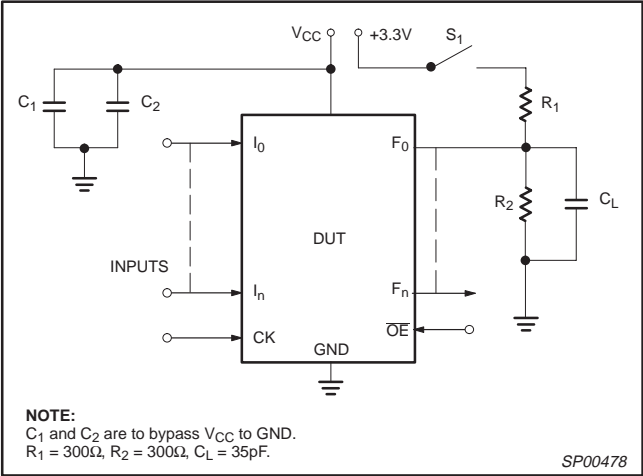 VCC +3.3V S1
C1 C2 R1
I0 F0
R2 CL
DUT
INPUTS
In Fn
CK OE
GND
NOTE:
C1 and C2 are to bypass VCC to GND.
R1 = 300Ω, R2 = 300Ω, CL = 35pF.
SP00478